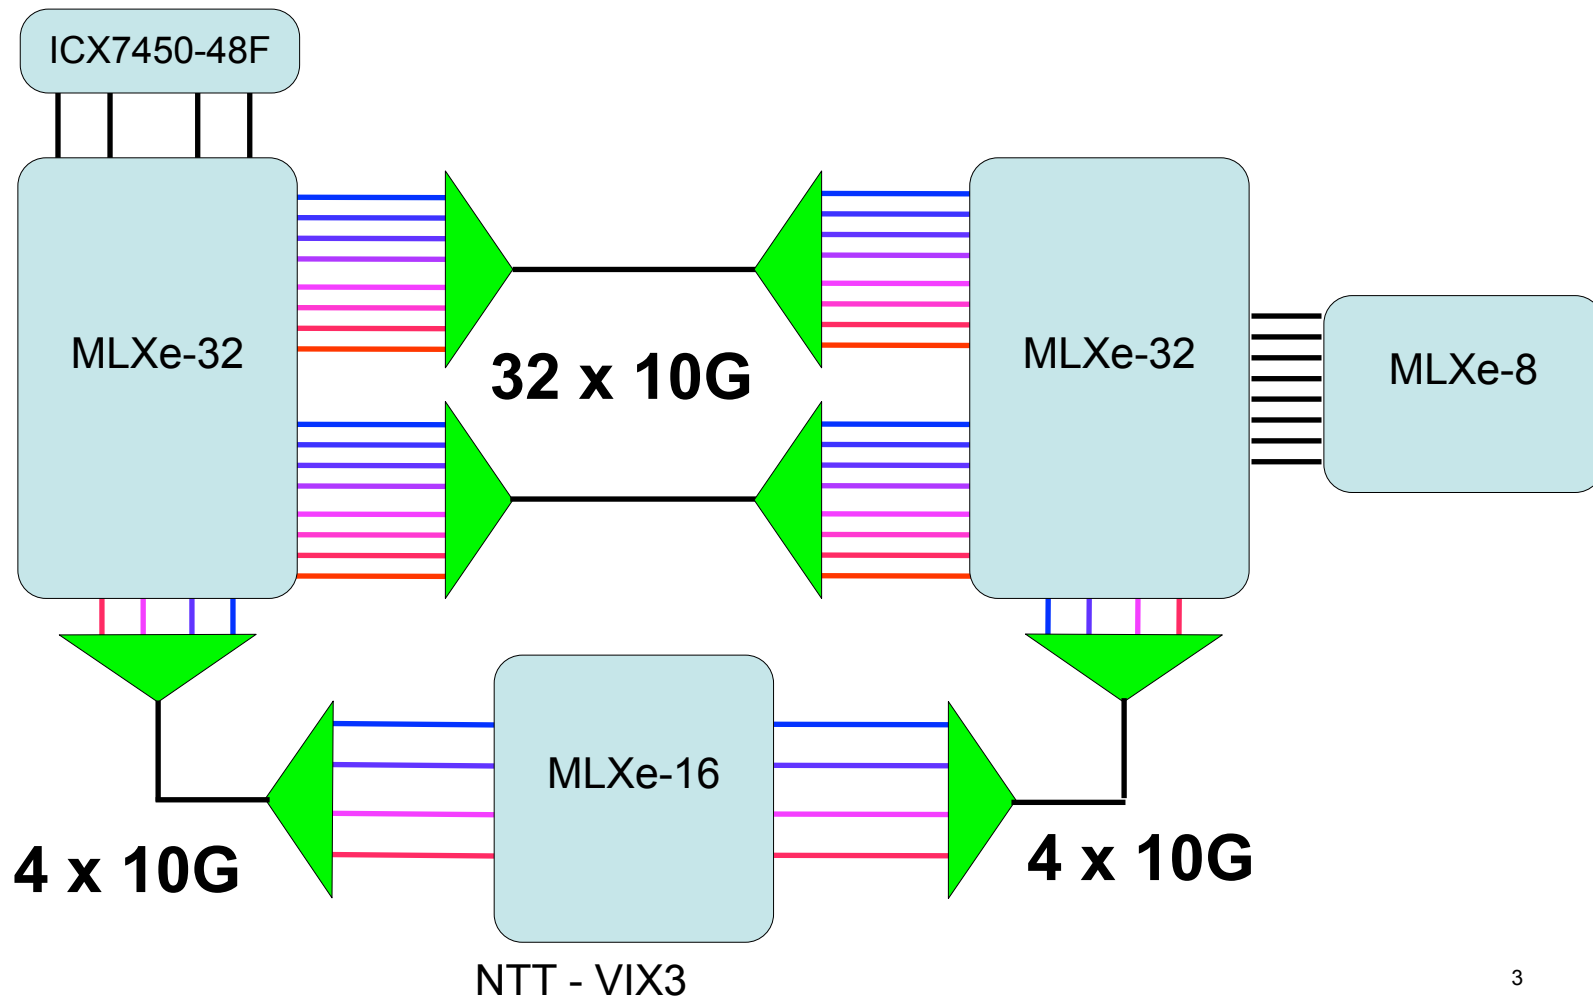 ICX7450-48F
MLXe-32
32 x 10G
MLXe-32
MLXe-8
MLXe-16
4 x 10G
4 x 10G
NTT - VIX3
3